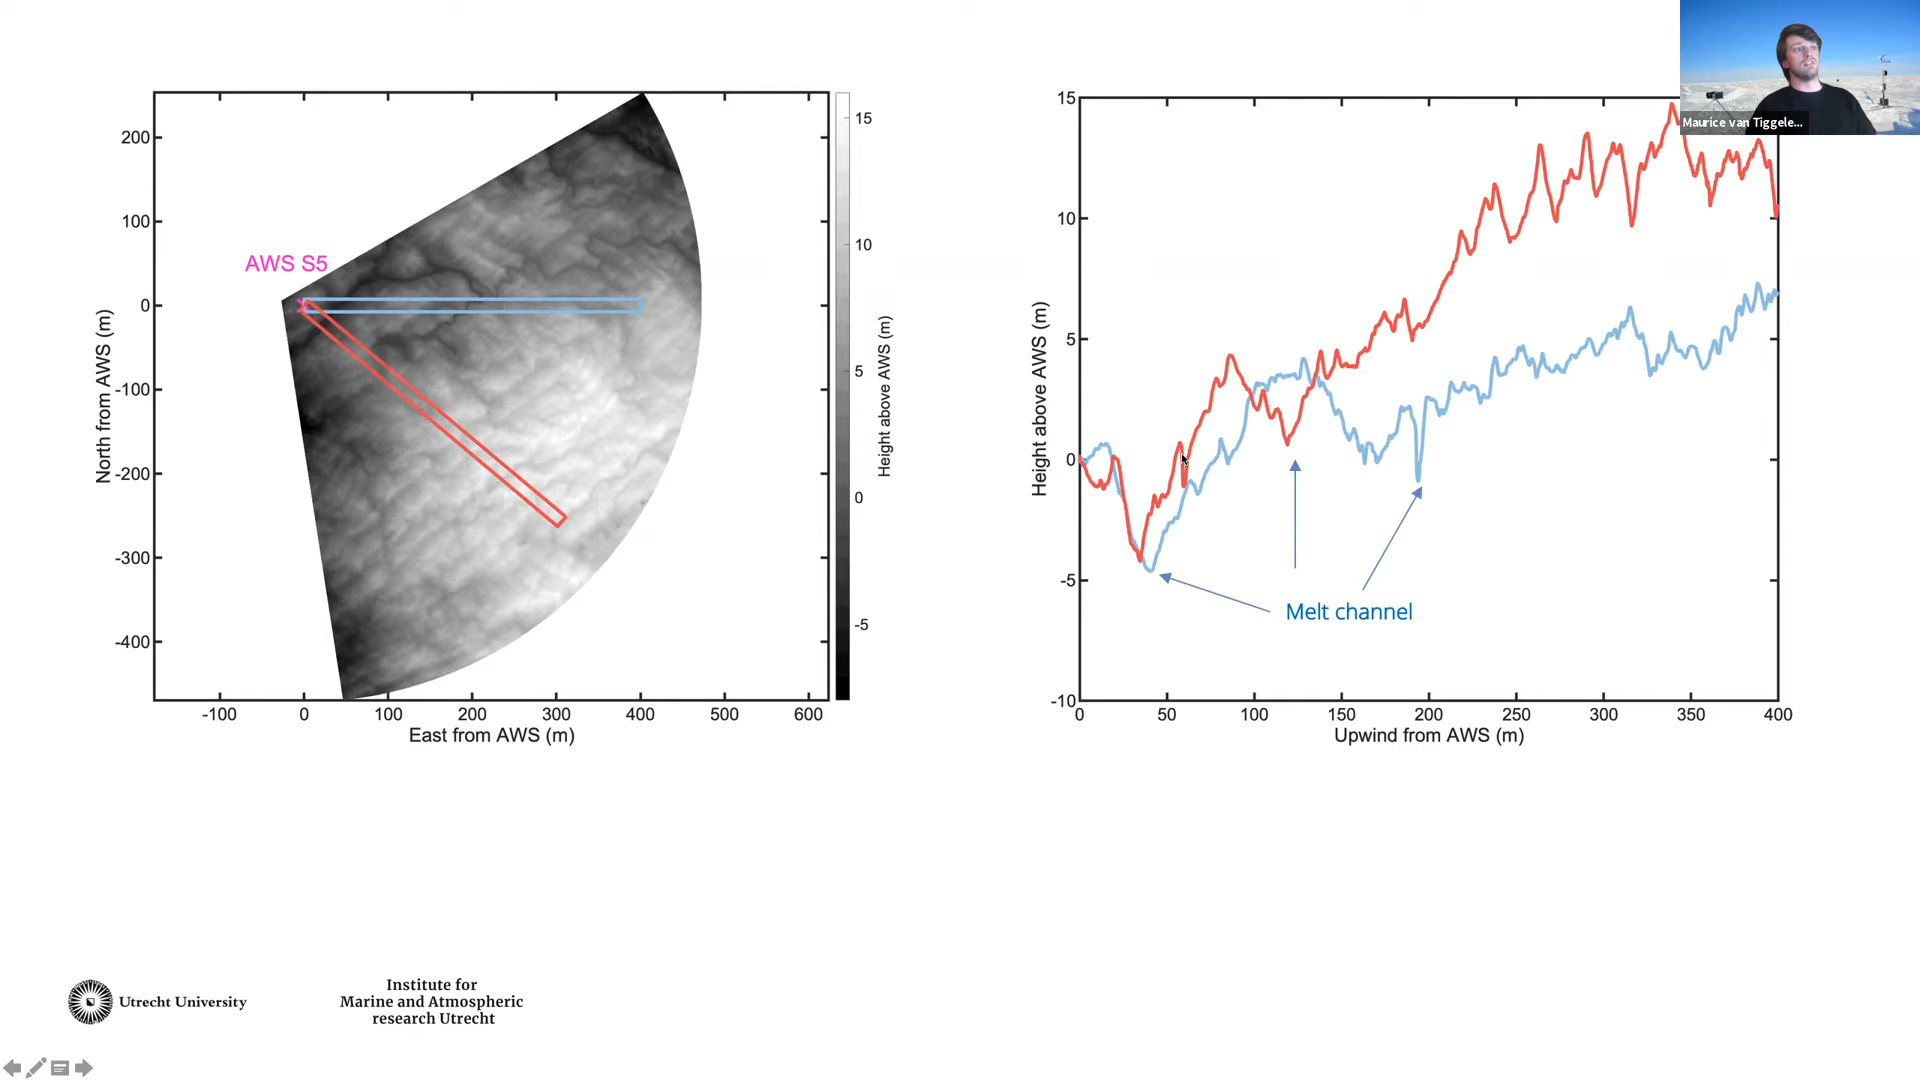 Maurice van Tiggele...
AWS S5
200
100
0
-100
-200
-300
-400
North from AWS (m)
-100
0
100
200
300
400
500
600
East from AWS (m)
15
10
5
0
-5
Height above AWS (m)
15
10
5
0
-5
-10
Height above AWS (m)
Melt channel
0
50
100
150
200
250
300
350
400
Upwind from AWS (m)
Utrecht University
Institute for
Marine and Atmospheric
research Utrecht